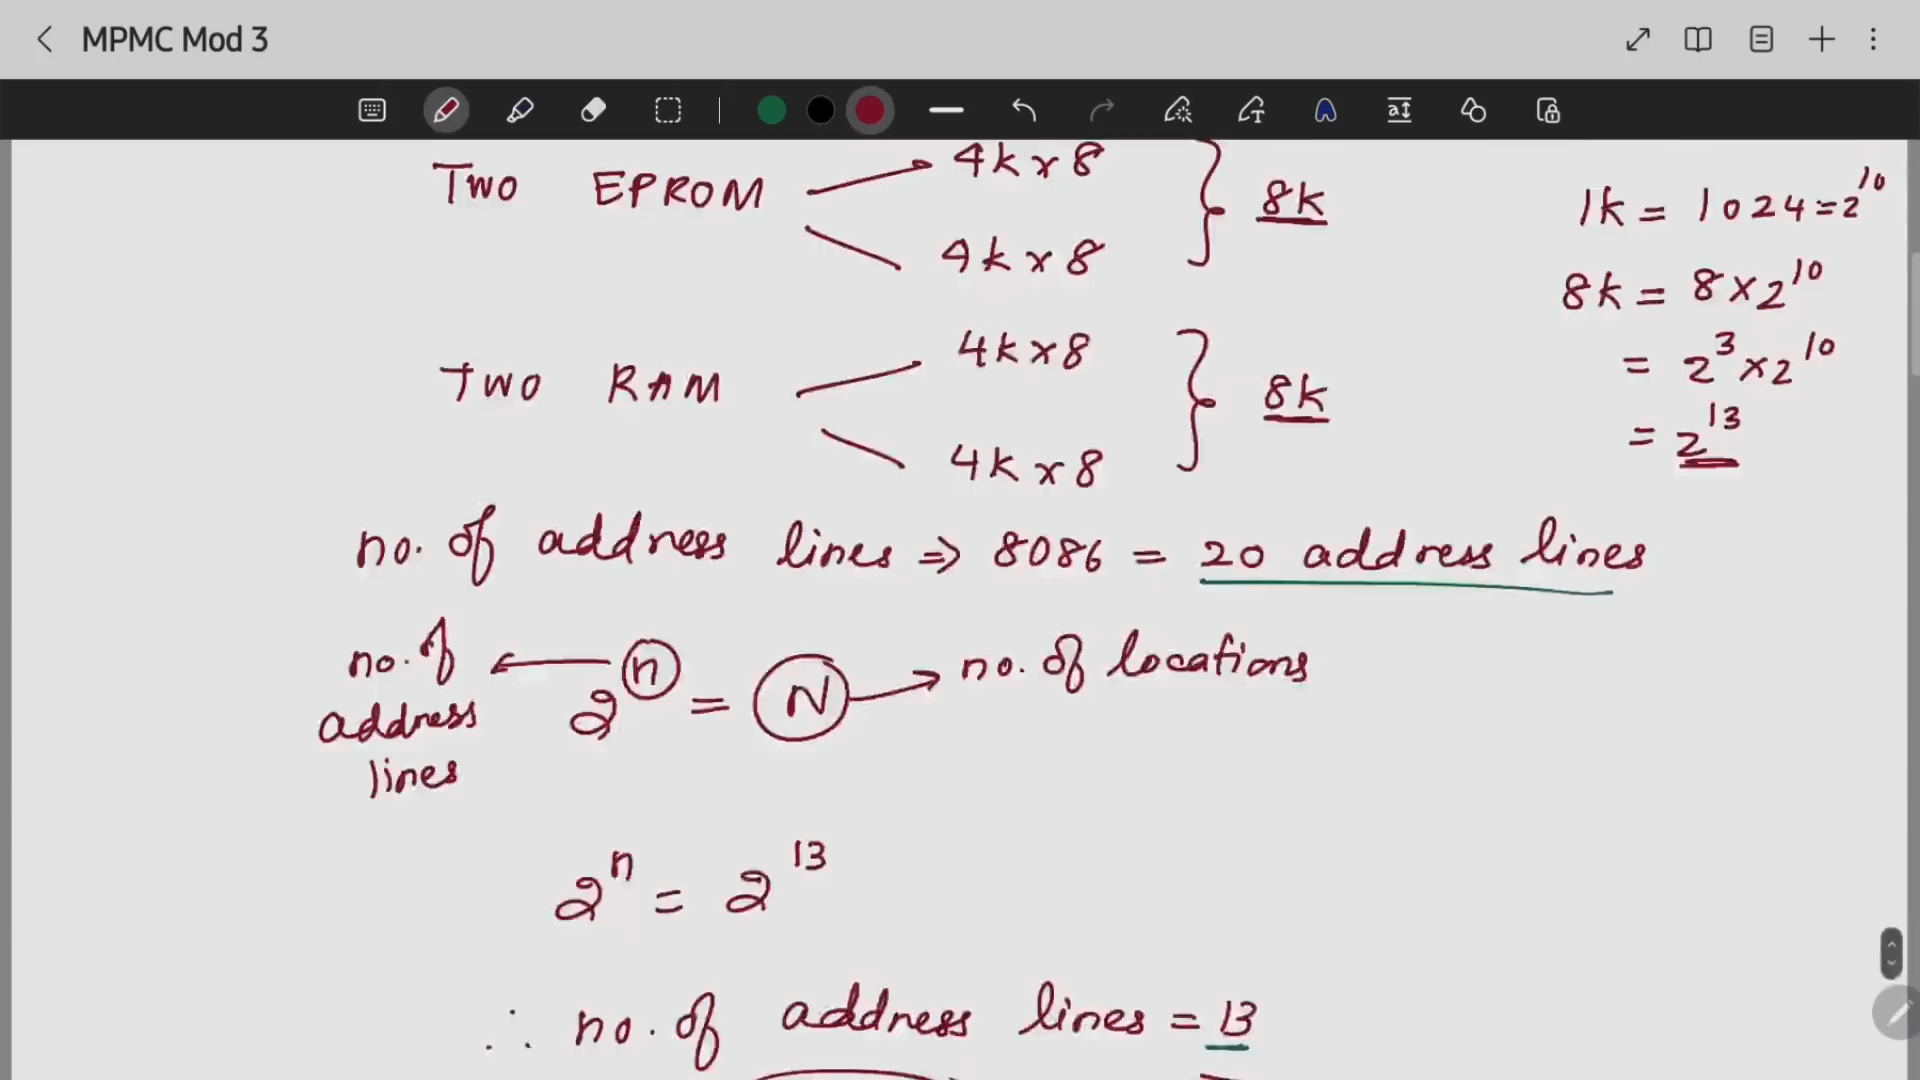 MPMC Mod 3
4k x 8
Two EPROM
8k
4k x 8
1k = 1024 = 2^10
8k = 8 x 2^10
= 2^3 x 2^10
= 2^13
4k x 8
Two RAM
8k
4k x 8
no. of address lines ⇒ 8086 = 20 address lines
no. of address lines ← 2^n = N → no. of locations
2^n = 2^13
∴ no. of address lines = 13